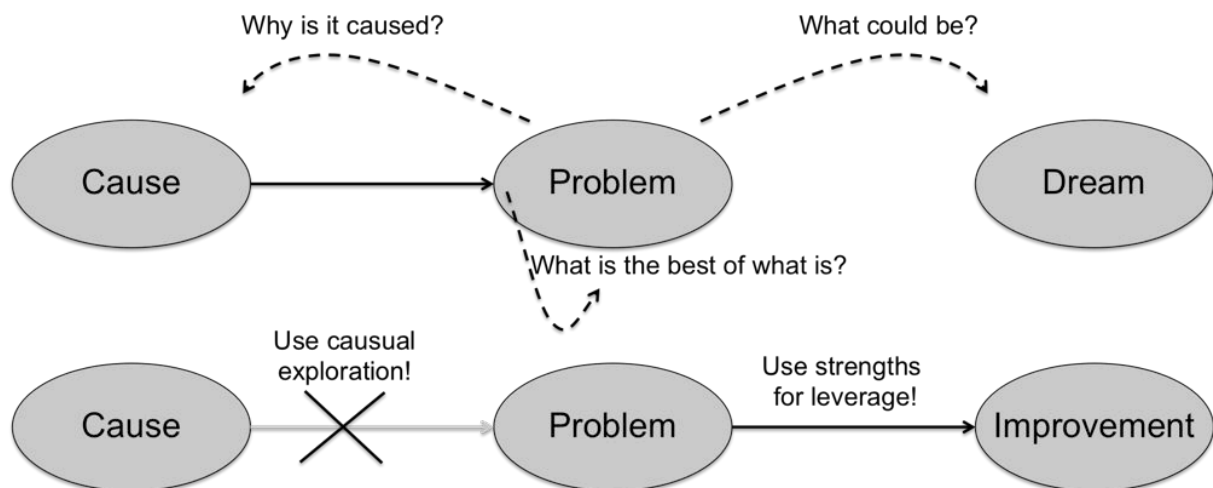 Why is it caused?
What could be?
Cause
Problem
Dream
What is the best of what is?
Use causual
exploration!
Use strengths
for leverage!
Cause
Problem
Improvement